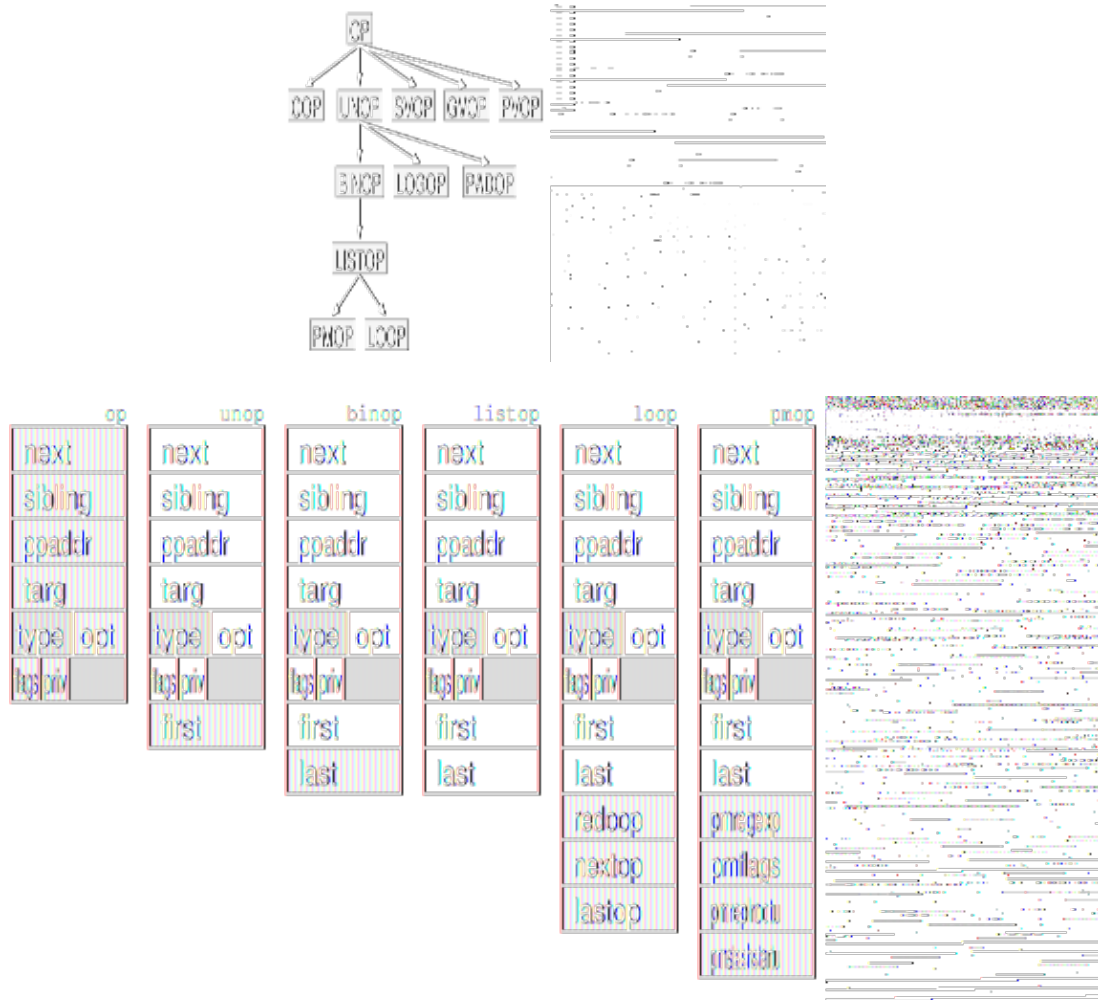 OP
COP UNOP SVOP GVOP PVOP
BINOP LOGOP PADOP
LISTOP
PMOP LOOP
op unop binop listop loop pmop
next next next next next next
sibling sibling sibling sibling sibling sibling
ppaddr ppaddr ppaddr ppaddr ppaddr ppaddr
targ targ targ targ targ targ
type opt type opt type opt type opt type opt type opt
flags priv flags priv flags priv flags priv flags priv flags priv
first first first first first
last last last last
redoop pmregexp
nextop pmflags
lastop